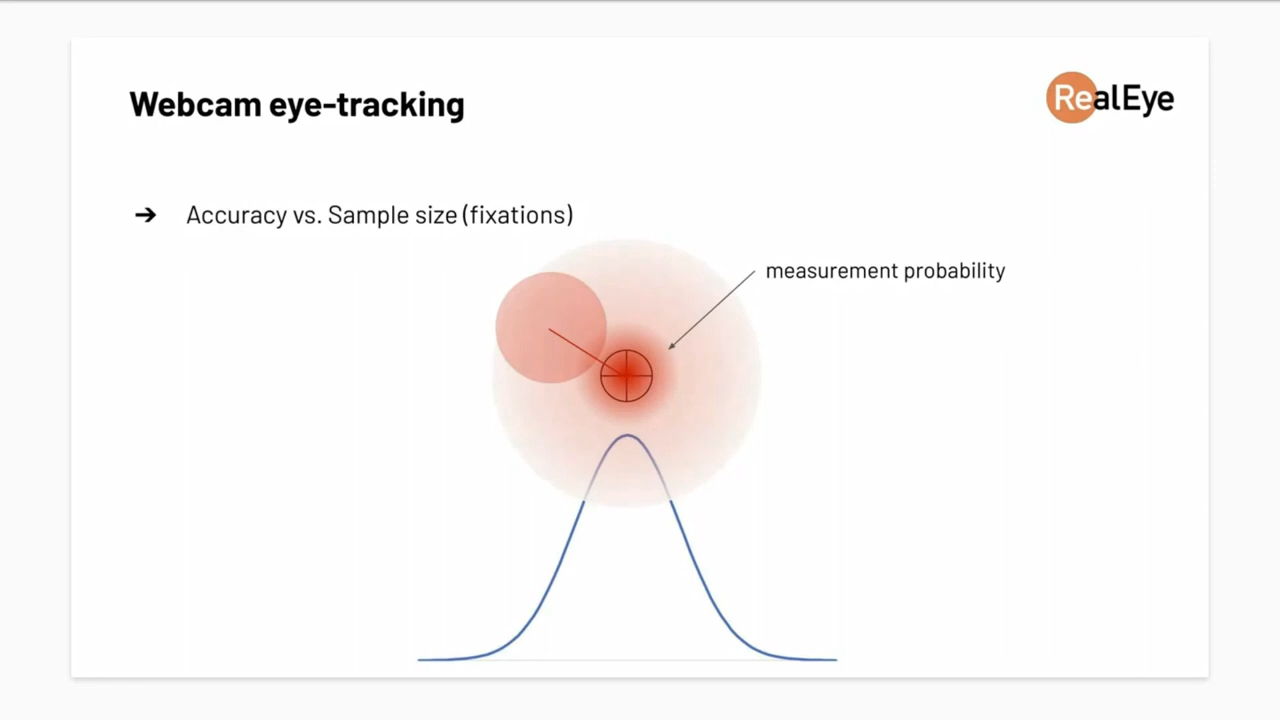 Webcam eye-tracking
RealEye
➔ Accuracy vs. Sample size (fixations)
measurement probability